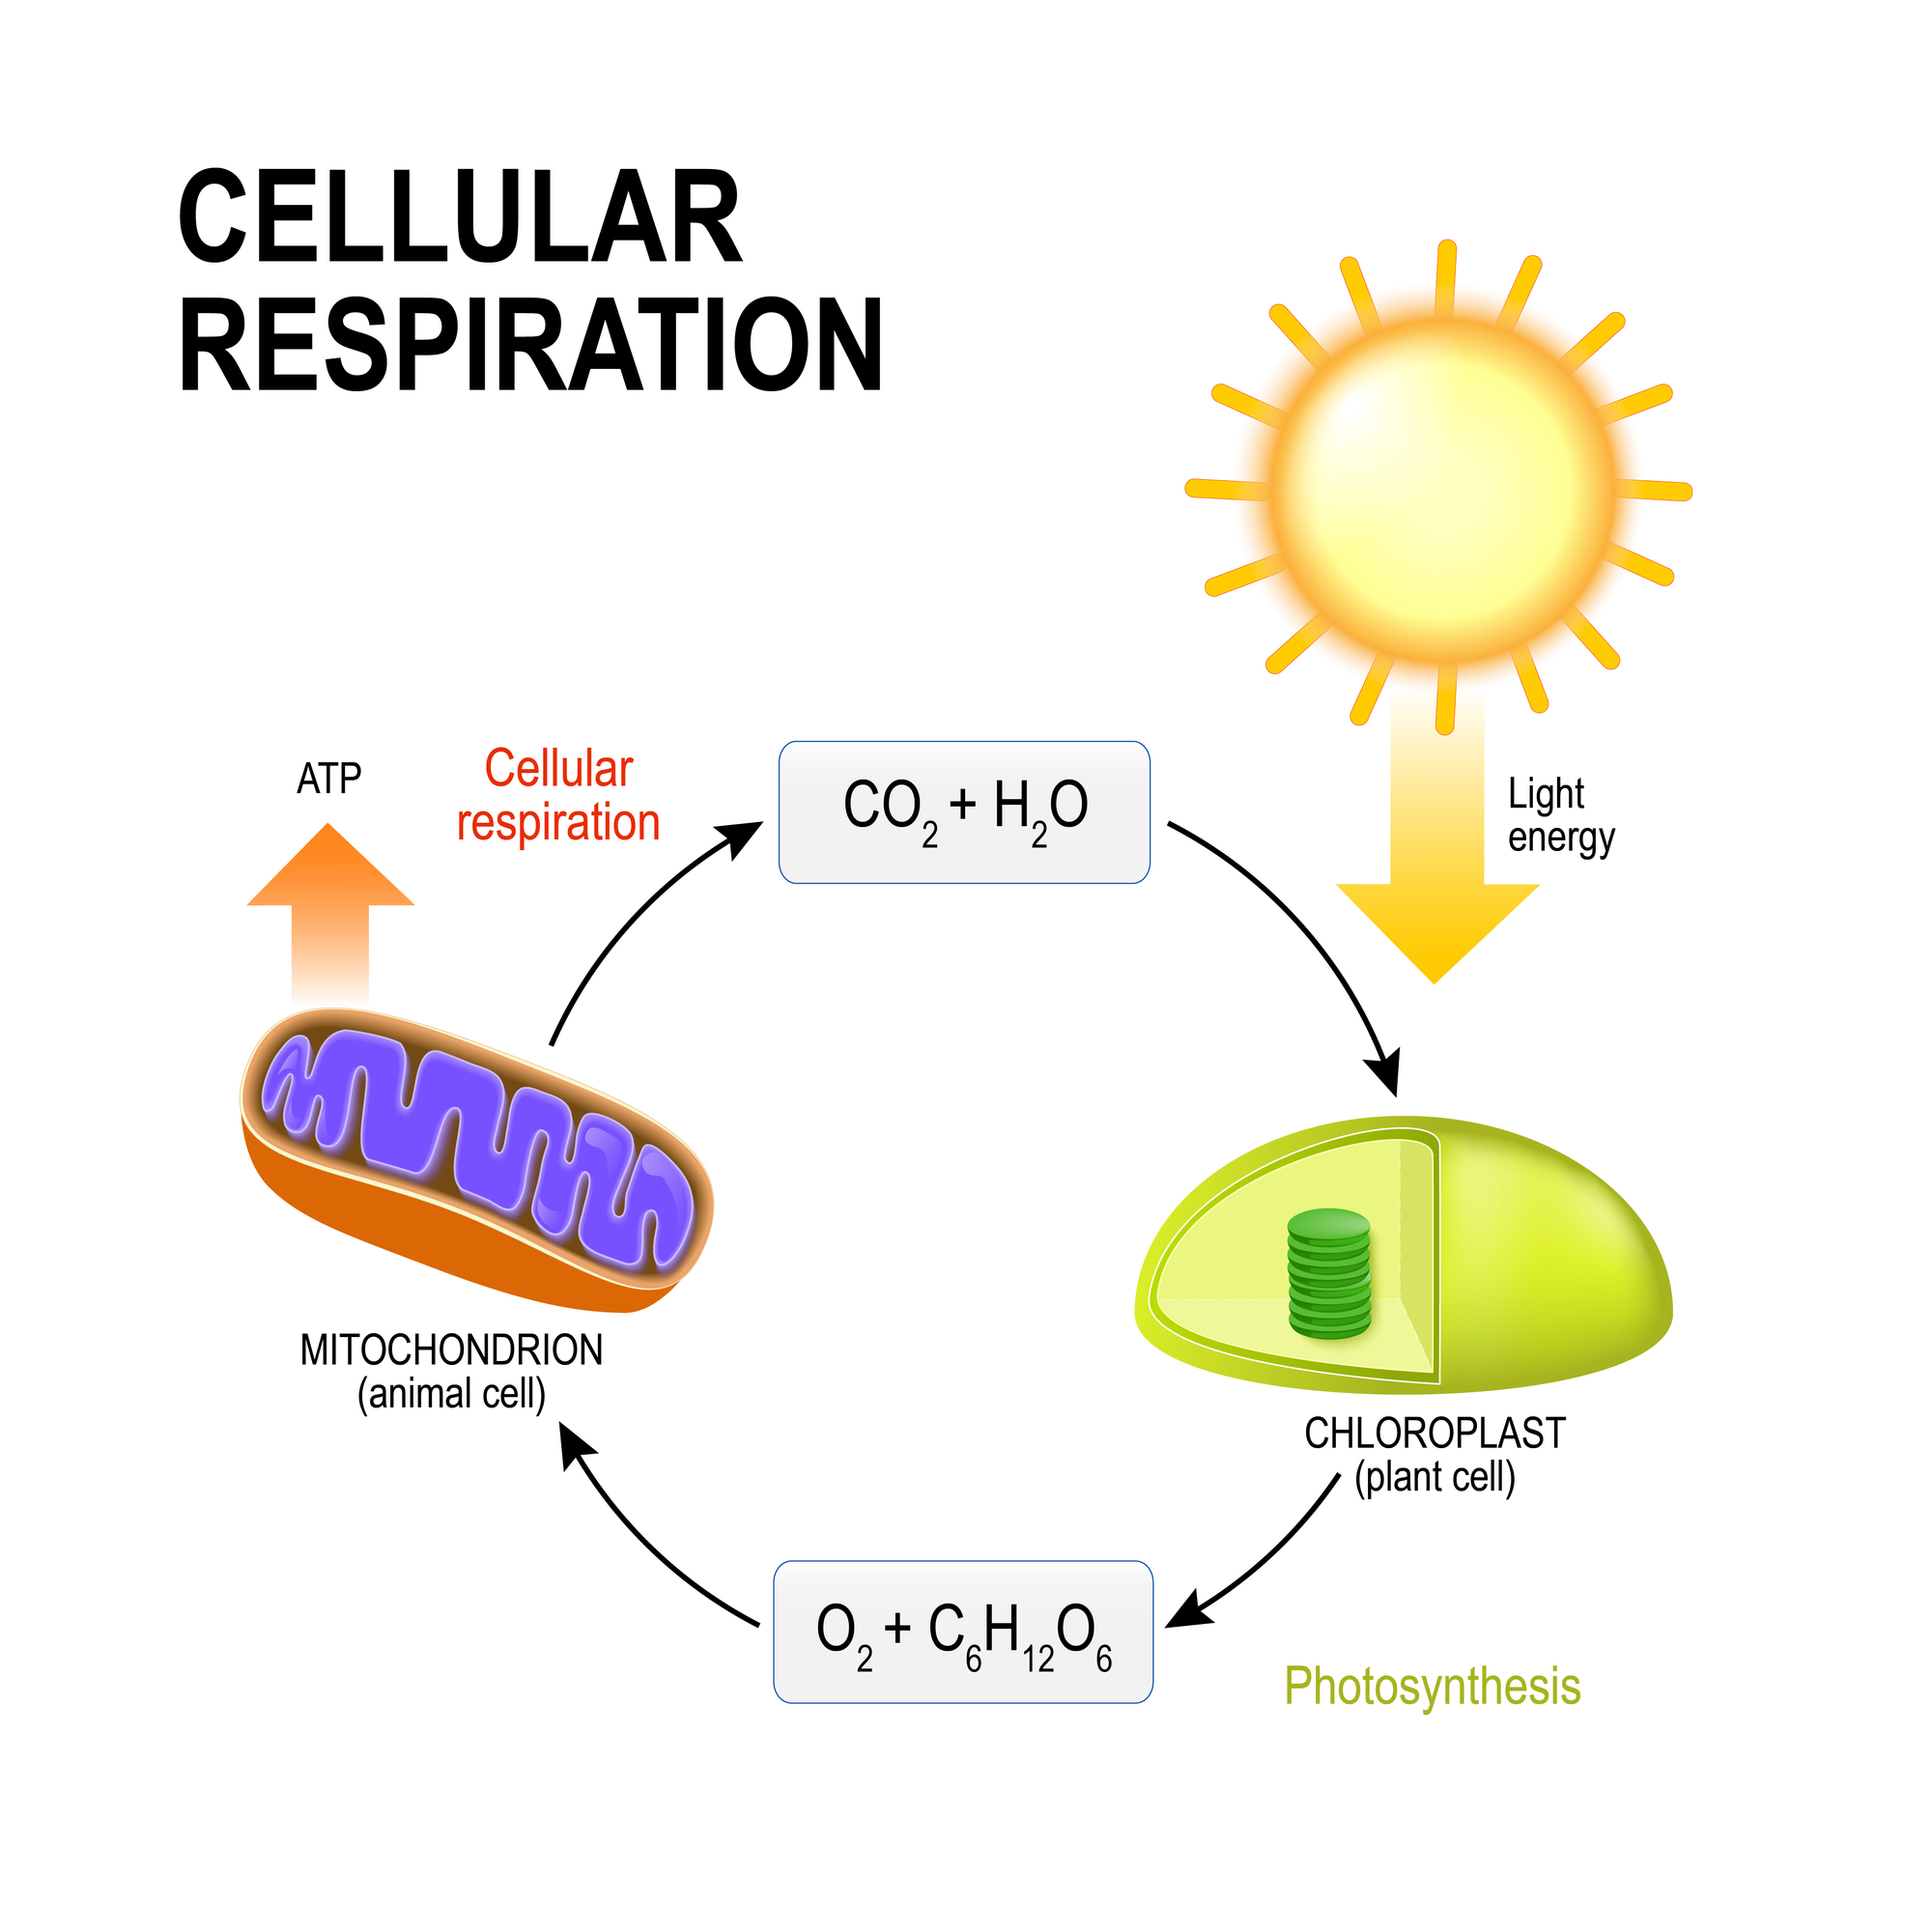 CELLULAR
RESPIRATION
ATP
Cellular
respiration
CO₂ + H₂O
Light
energy
MITOCHONDRION
(animal cell)
CHLOROPLAST
(plant cell)
O₂ + C₆H₁₂O₆
Photosynthesis